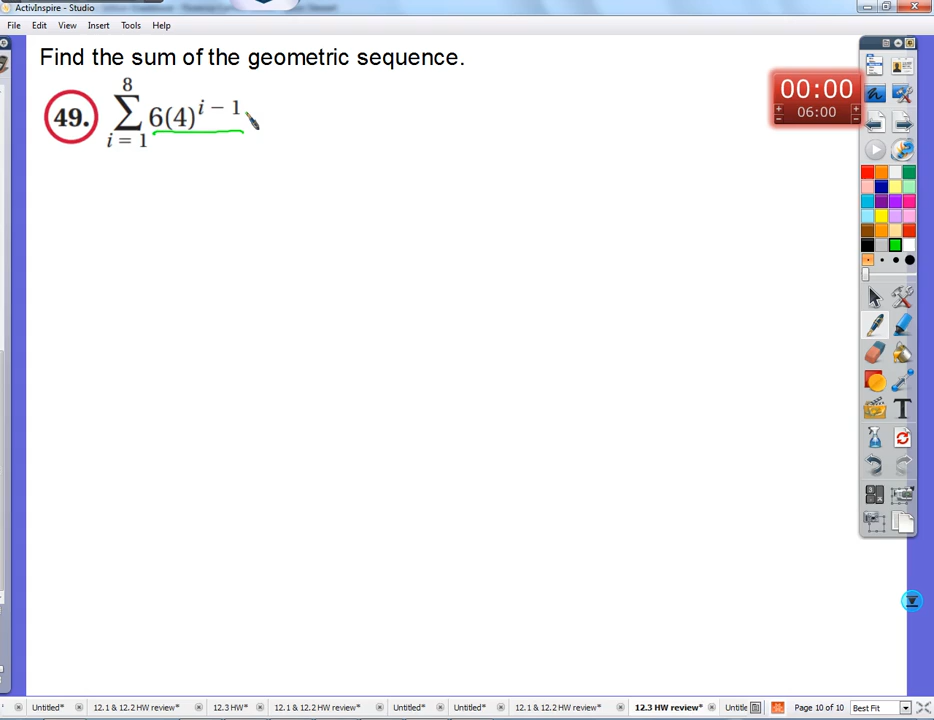 ActivInspire - Studio
File Edit View Insert Tools Help
Find the sum of the geometric sequence.
00:00
06:00
8
49. ∑ 6(4)^{i − 1}
i = 1
T
Untitled* 12.1 & 12.2 HW review* 12.3 HW* 12.1 & 12.2 HW review* Untitled* Untitled* 12.1 & 12.2 HW review* 12.3 HW review* Untitle Page 10 of 10 Best Fit